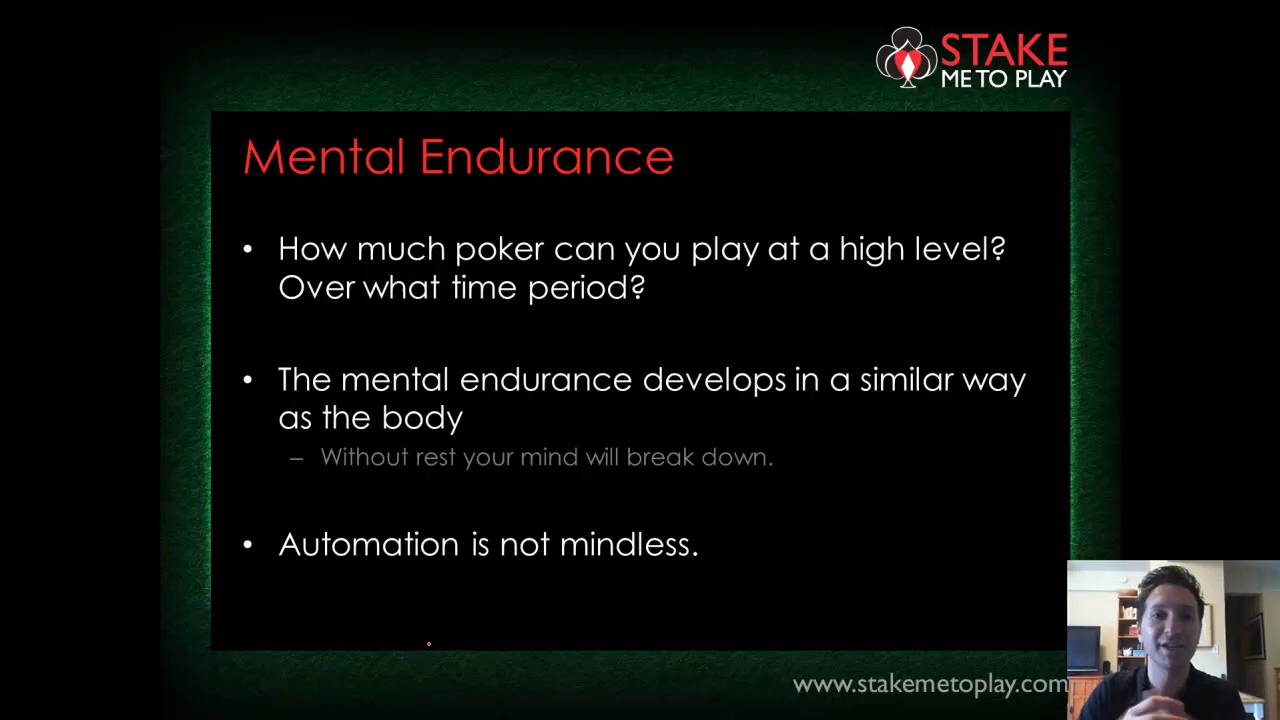 STAKE
ME TO PLAY
Mental Endurance
• How much poker can you play at a high level?
Over what time period?
• The mental endurance develops in a similar way
as the body
– Without rest your mind will break down.
• Automation is not mindless.
www.stakemetoplay.com